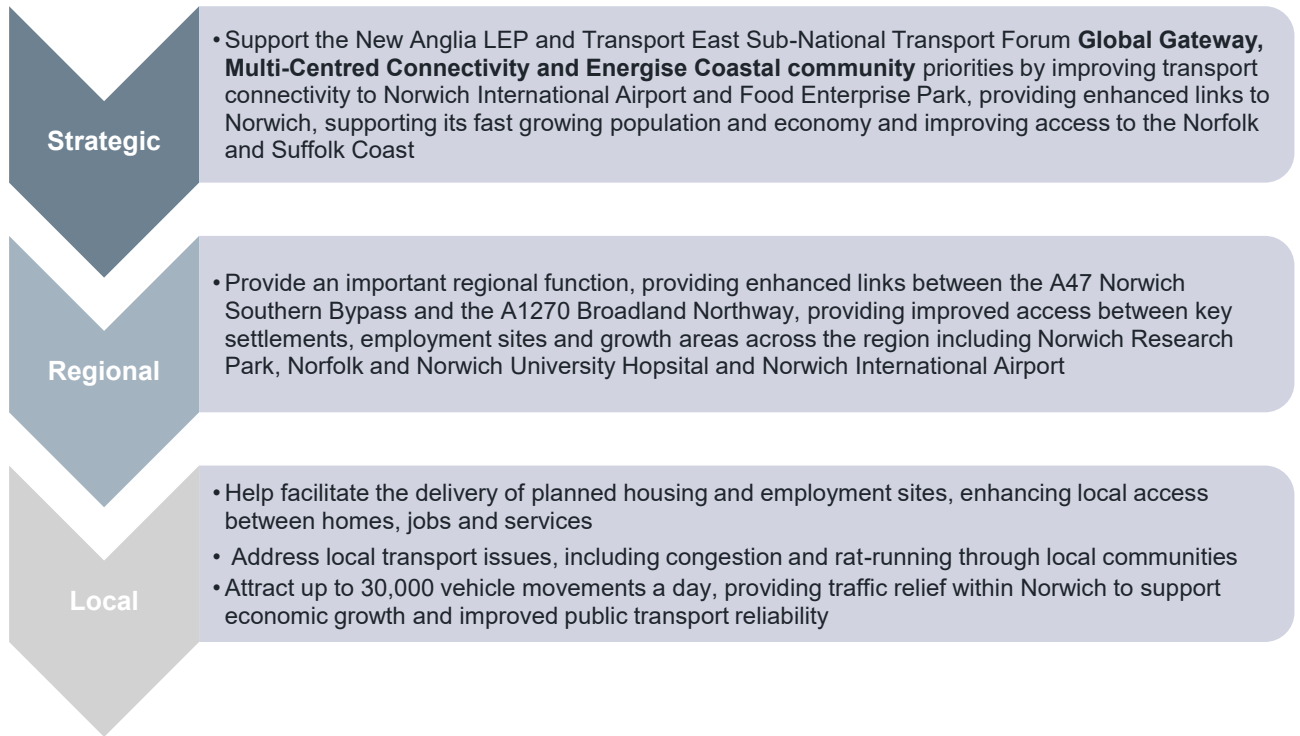 Strategic
• Support the New Anglia LEP and Transport East Sub-National Transport Forum Global Gateway,
Multi-Centred Connectivity and Energise Coastal community priorities by improving transport
connectivity to Norwich International Airport and Food Enterprise Park, providing enhanced links to
Norwich, supporting its fast growing population and economy and improving access to the Norfolk
and Suffolk Coast
Regional
• Provide an important regional function, providing enhanced links between the A47 Norwich
Southern Bypass and the A1270 Broadland Northway, providing improved access between key
settlements, employment sites and growth areas across the region including Norwich Research
Park, Norfolk and Norwich University Hopsital and Norwich International Airport
Local
• Help facilitate the delivery of planned housing and employment sites, enhancing local access
between homes, jobs and services
• Address local transport issues, including congestion and rat-running through local communities
• Attract up to 30,000 vehicle movements a day, providing traffic relief within Norwich to support
economic growth and improved public transport reliability